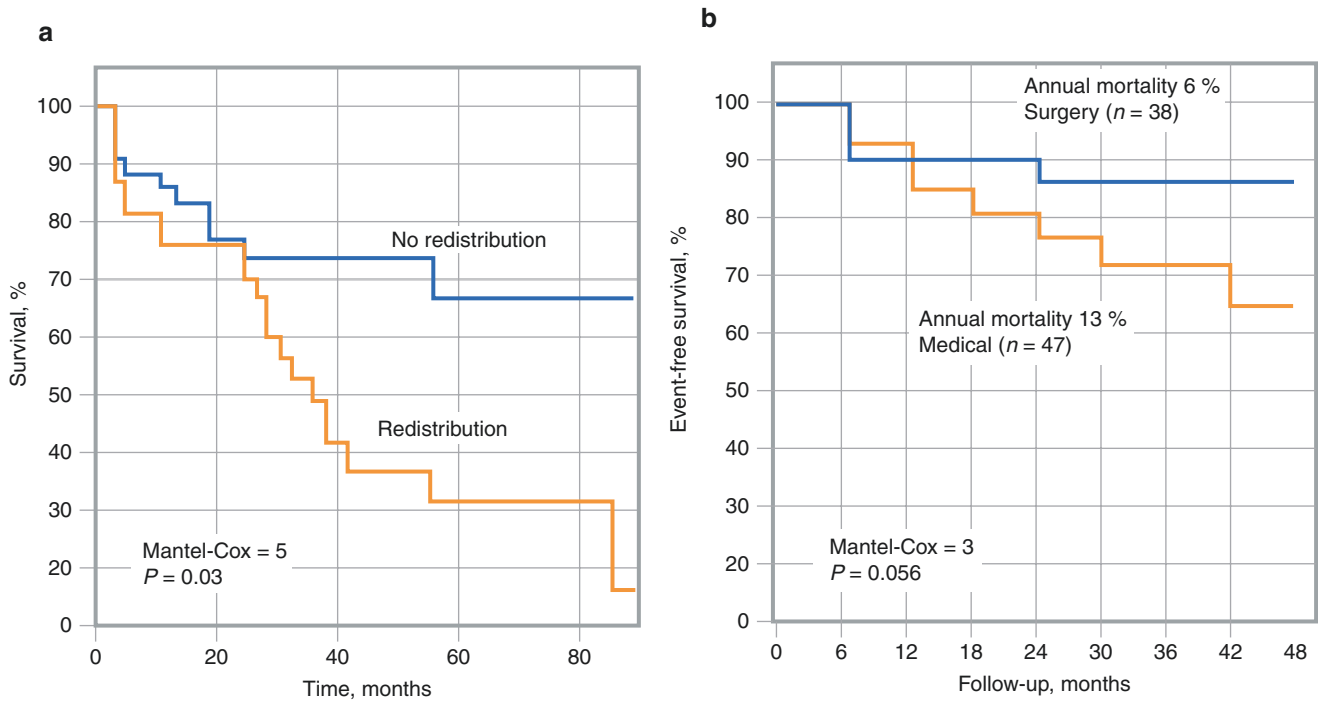 a
100
90
80
70
60
50
40
30
20
0
Survival, %
No redistribution
Redistribution
Mantel-Cox = 5
P = 0.03
0 20 40 60 80
Time, months
b
100
90
80
70
60
50
40
30
20
0
Event-free survival, %
Annual mortality 6 %
Surgery (n = 38)
Annual mortality 13 %
Medical (n = 47)
Mantel-Cox = 3
P = 0.056
0 6 12 18 24 30 36 42 48
Follow-up, months